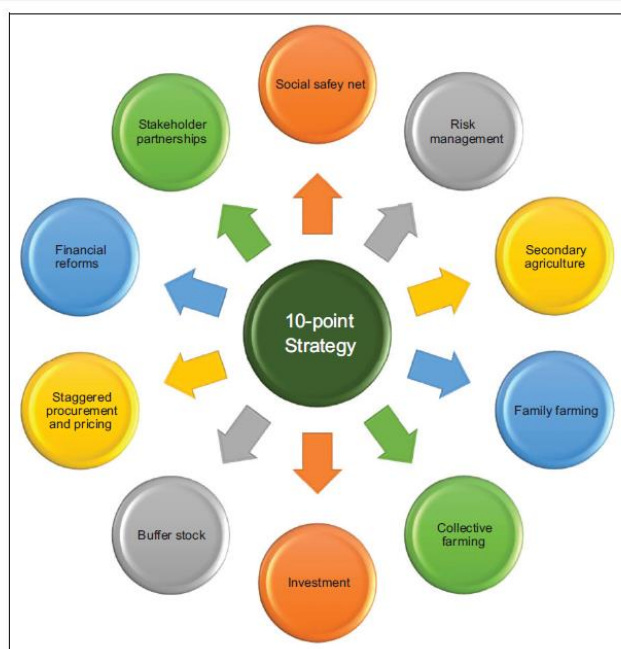 Social safey net
Risk
management
Secondary
agriculture
Family farming
Collective
farming
Investment
Buffer stock
Staggered
procurement
and pricing
Financial
reforms
Stakeholder
partnerships
10-point
Strategy